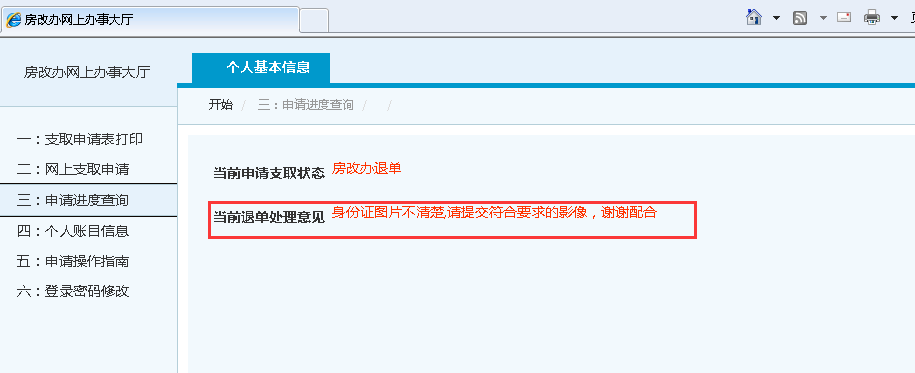 房改办网上办事大厅
房改办网上办事大厅
个人基本信息
开始 / 三：申请进度查询 / /
一：支取申请表打印
二：网上支取申请
三：申请进度查询
四：个人账目信息
五：申请操作指南
六：登录密码修改
当前申请支取状态 房改办退单
当前退单处理意见 身份证图片不清楚,请提交符合要求的影像，谢谢配合